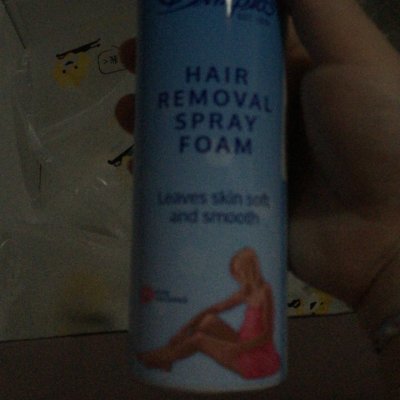 HAIR
REMOVAL
SPRAY
FOAM
Leaves skin soft
and smooth